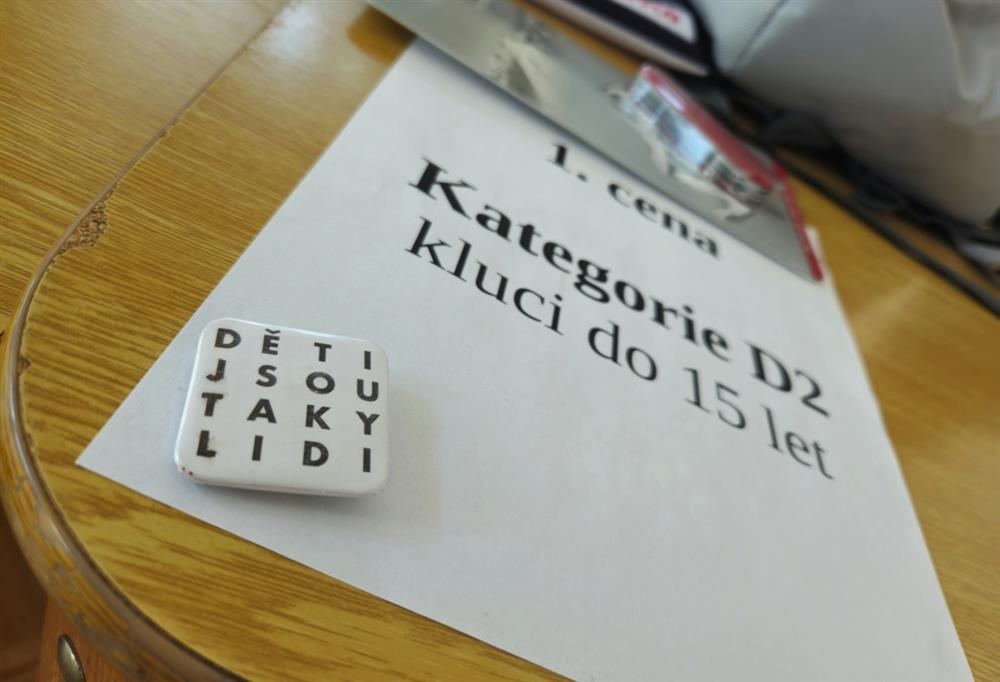 1. cena
Kategorie D2
kluci do 15 let
DĚTI
JSOU
TAKY
LIDI